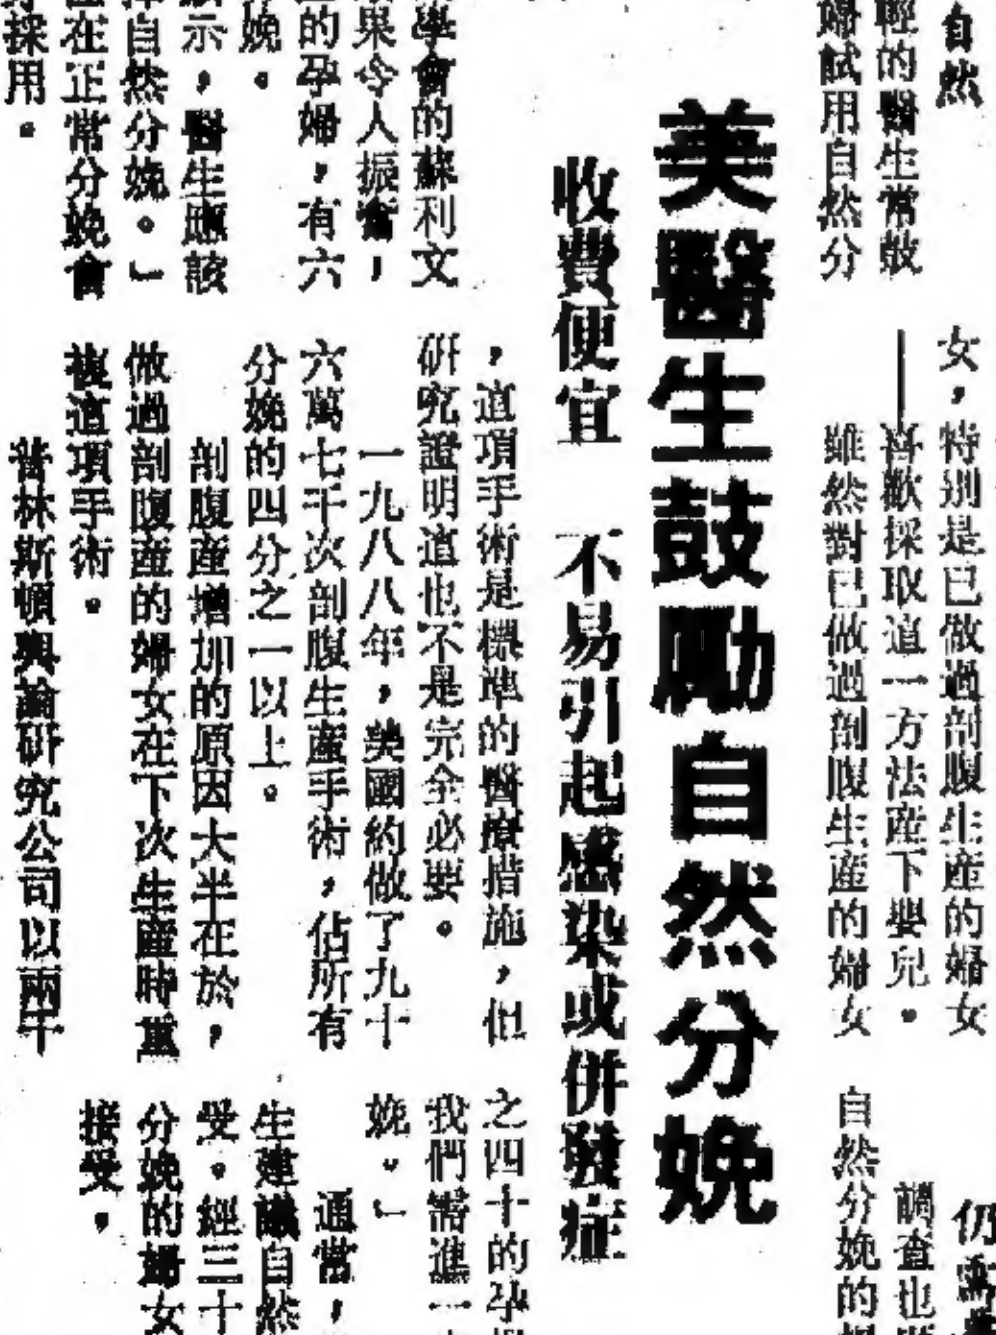 自然
輕的醫生常鼓
婦試用自然分
女，特别是已做過剖腹生産的婦女
——喜歡採取這一方法産下嬰兒。
雖然對已做過剖腹生産的婦女
仍需
調查也
自然分娩的
美醫生鼓勵自然分娩
收費便宜 不易引起感染或併發症
學會的蘇利文
果令人振奮，
的孕婦，有六
娩。
示，醫生應該
自然分娩。」
在正常分娩會
採用。
，這項手術是標準的醫療措施，但
研究證明這也不是完全必要。
一九八八年，美國約做了九十
六萬七千次剖腹生産手術，佔所有
分娩的四分之一以上。
剖腹産增加的原因大半在於，
做過剖腹産的婦女在下次生産時重
複這項手術。
普林斯頓輿論研究公司以兩年
之四十的孕
我們需進一
娩。」
通常，
生建議自然
受。經三十
分娩的婦女
接受。